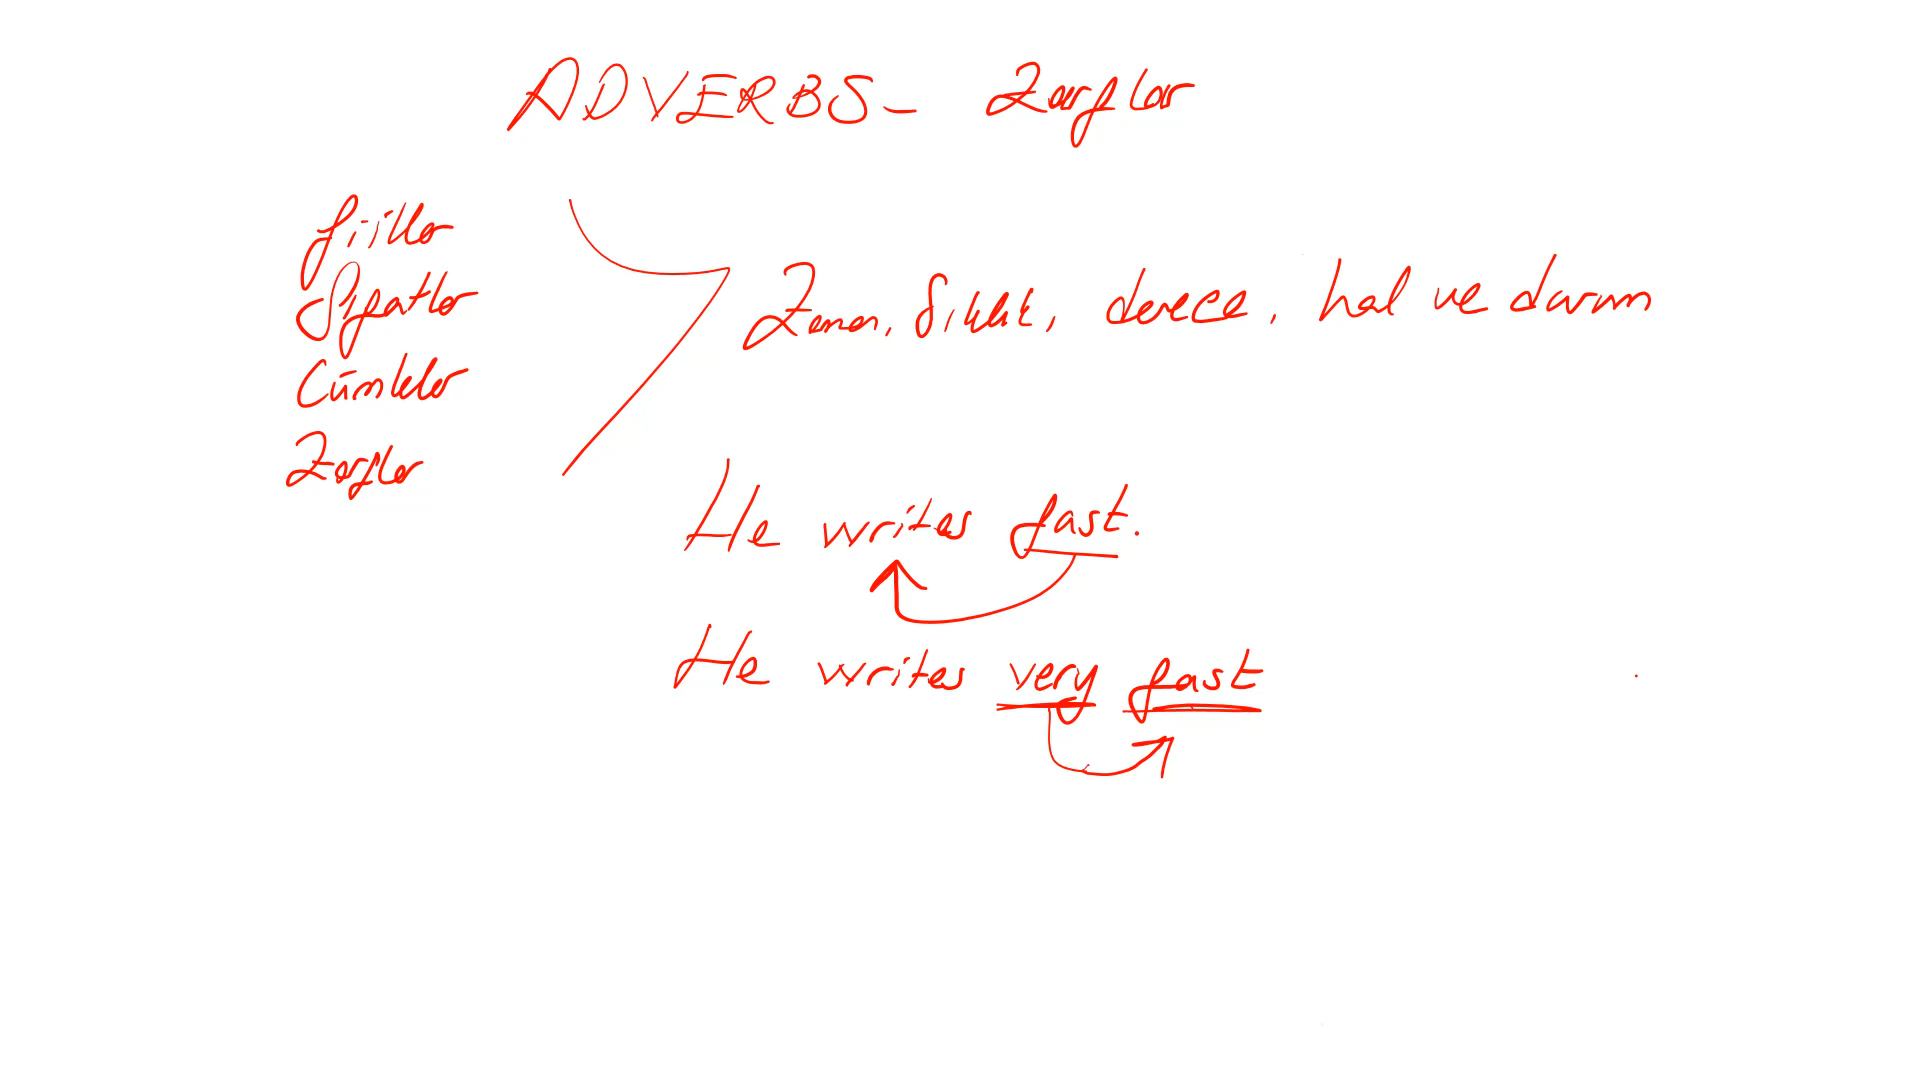 ADVERBS - Zarflar
fiiller
Sıfatlar
Cümleler
Zarflar
Zaman, Sıklık, derece, hal ve durum
He writes fast.
He writes very fast